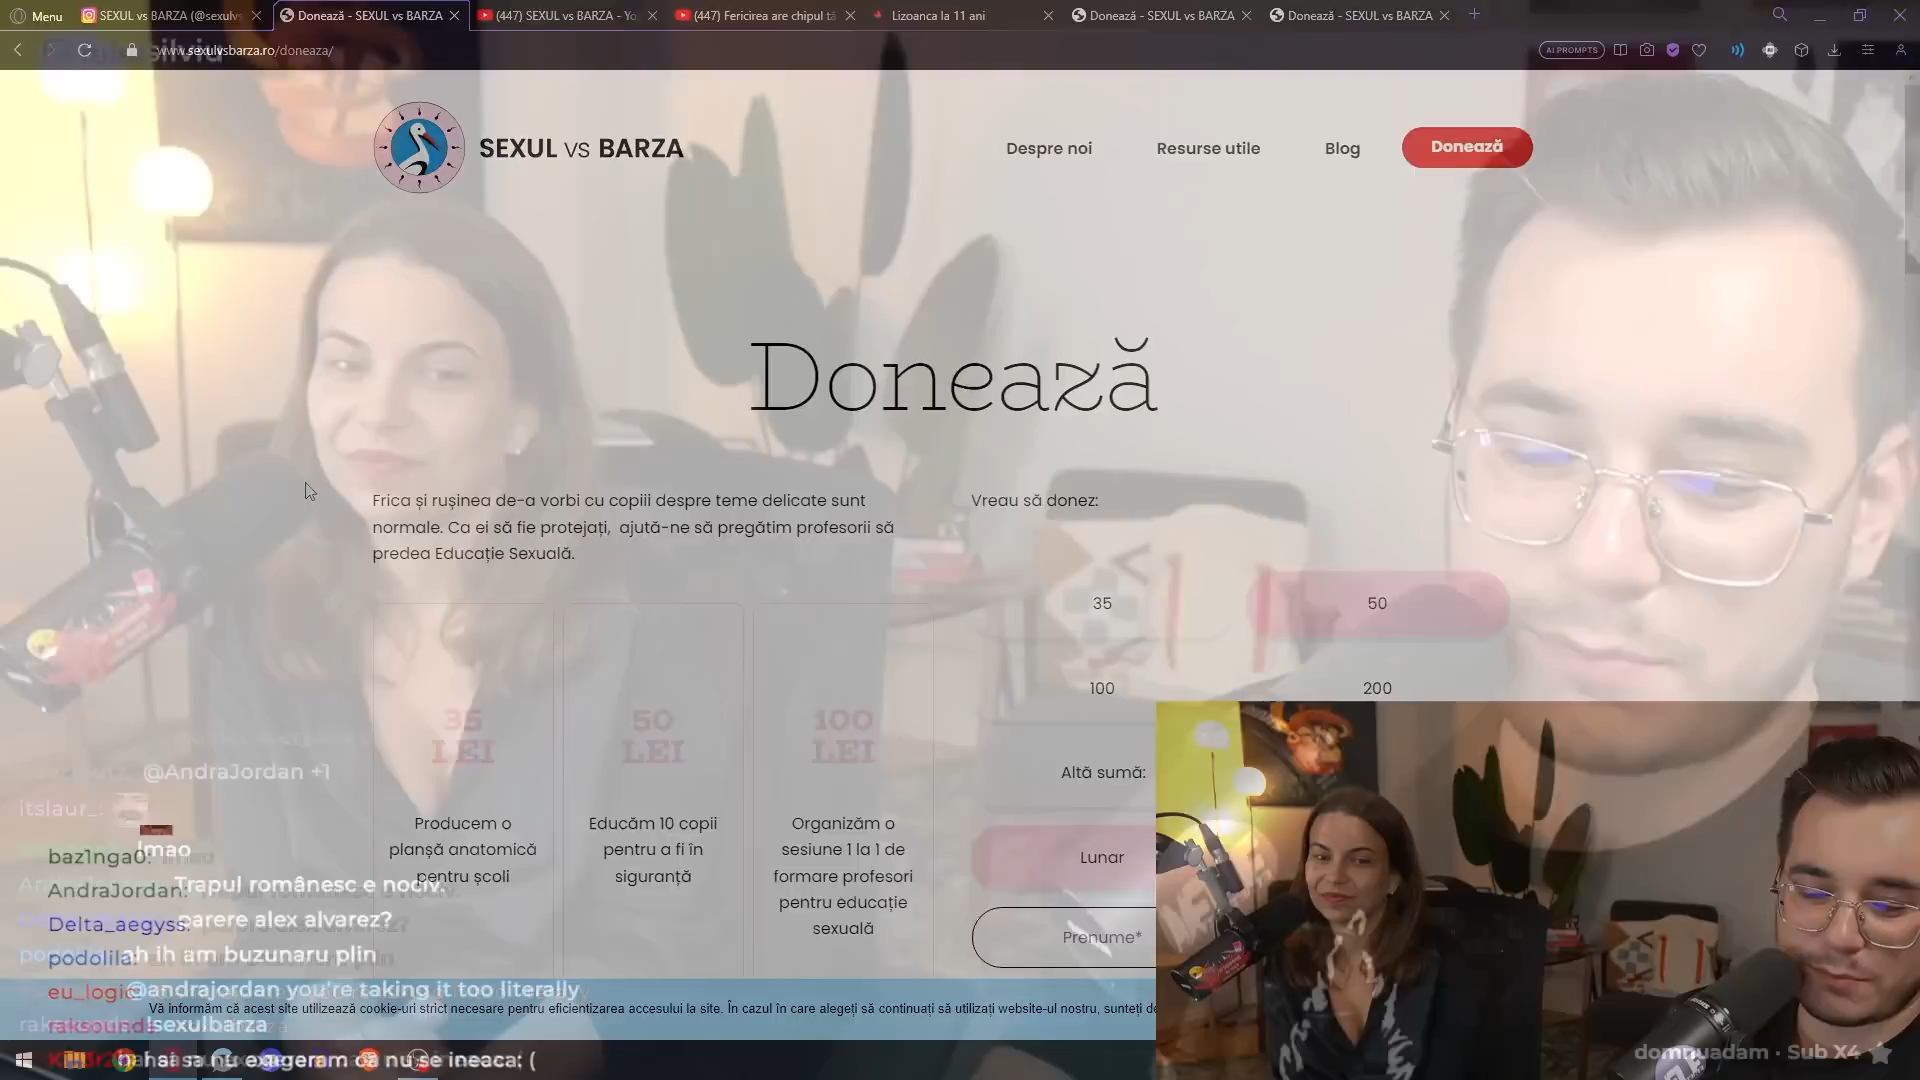 Menu
SEXUL vs BARZA (@sexulvs
Donează - SEXUL vs BARZA
(447) SEXUL vs BARZA - Yo
(447) Fericirea are chipul tă
Lizoanca la 11 ani
Donează - SEXUL vs BARZA
Donează - SEXUL vs BARZA
www.sexulvsbarza.ro/doneaza/
AI PROMPTS
SEXUL VS BARZA
Despre noi
Resurse utile
Blog
Donează
Donează
Frica și rușinea de-a vorbi cu copiii despre teme delicate sunt
normale. Ca ei să fie protejați, ajută-ne să pregătim profesorii să
predea Educație Sexuală.
Vreau să donez:
35
50
100
200
Altă sumă:
Lunar
Prenume*
35
LEI
50
LEI
100
LEI
Producem o
planșă anatomică
pentru școli
Educăm 10 copii
pentru a fi în
siguranță
Organizăm o
sesiune 1 la 1 de
formare profesori
pentru educație
sexuală
@AndraJordan +1
itslaur_:
baz1nga0: lmao
AndraJordan: Trapul românesc e nociv.
Delta_aegyss: parere alex alvarez?
podolila: ah ih am buzunaru plin
eu_logic @andrajordan you're taking it too literally
raksounds sexulbarza
hai sa nu exageram că nu se ineaca: (
Vă informăm că acest site utilizează cookie-uri strict necesare pentru eficientizarea accesului la site. În cazul în care alegeți să continuați să utilizați website-ul nostru, sunteți de
domnuadam · Sub X4